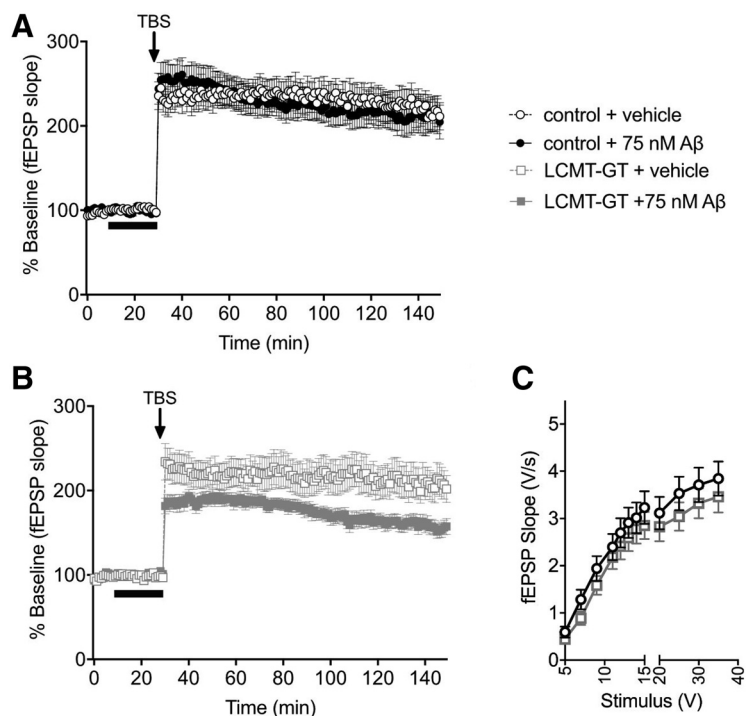 A
TBS
300
200
100
0
% Baseline (fEPSP slope)
0 20 40 60 80 100 120 140
Time (min)
control + vehicle
control + 75 nM Aβ
LCMT-GT + vehicle
LCMT-GT +75 nM Aβ
B
TBS
300
200
100
0
% Baseline (fEPSP slope)
0 20 40 60 80 100 120 140
Time (min)
C
5
4
3
2
1
0
fEPSP Slope (V/s)
5 10 15 20 25 30 40
Stimulus (V)